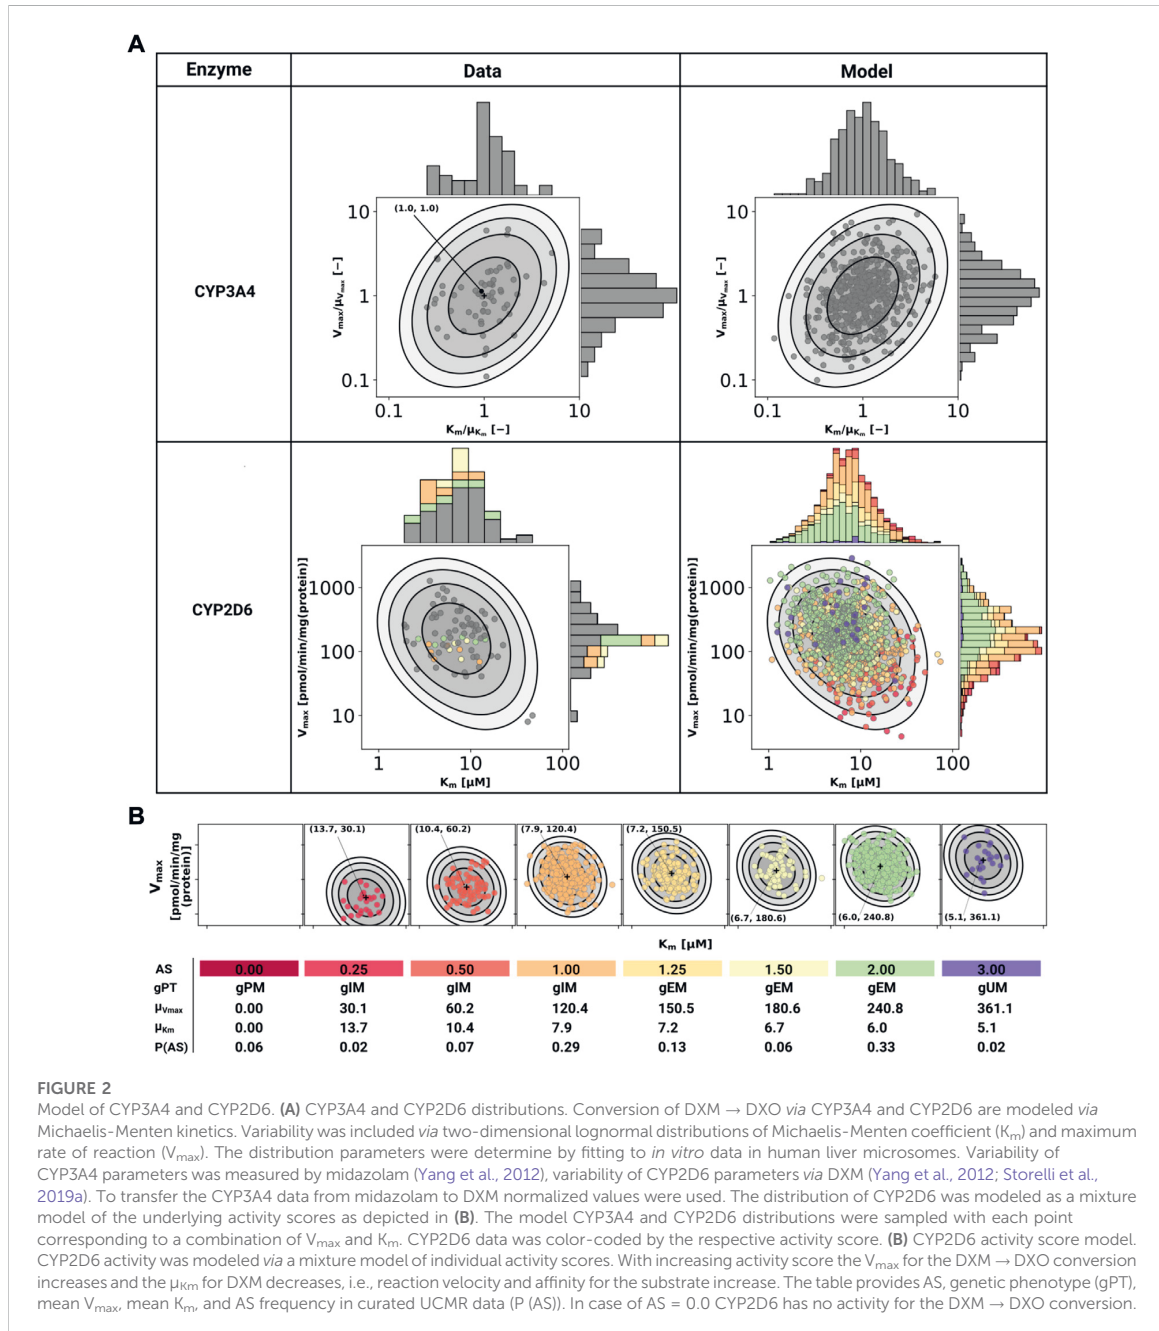 A
Enzyme Data Model
CYP3A4
(1.0, 1.0)
10
1
0.1
V_max/μ_V_max [-]
0.1 1 10
K_m/μ_K_m [-]
10
1
0.1
V_max/μ_V_max [-]
0.1 1 10
K_m/μ_K_m [-]
CYP2D6
1000
100
10
V_max [pmol/min/mg(protein)]
1 10 100
K_m [μM]
1000
100
10
V_max [pmol/min/mg(protein)]
1 10 100
K_m [μM]
B
V_max
[pmol/min/mg
(protein)]
(13.7, 30.1) (10.4, 60.2) (7.9, 120.4) (7.2, 150.5)
(6.7, 180.6) (6.0, 240.8) (5.1, 361.1)
K_m [μM]
AS 0.00 0.25 0.50 1.00 1.25 1.50 2.00 3.00
gPT gPM gIM gIM gIM gEM gEM gEM gUM
μVmax 0.00 30.1 60.2 120.4 150.5 180.6 240.8 361.1
μKm 0.00 13.7 10.4 7.9 7.2 6.7 6.0 5.1
P(AS) 0.06 0.02 0.07 0.29 0.13 0.06 0.33 0.02
FIGURE 2
Model of CYP3A4 and CYP2D6. (A) CYP3A4 and CYP2D6 distributions. Conversion of DXM → DXO via CYP3A4 and CYP2D6 are modeled via
Michaelis-Menten kinetics. Variability was included via two-dimensional lognormal distributions of Michaelis-Menten coefficient (Km) and maximum
rate of reaction (Vmax). The distribution parameters were determine by fitting to in vitro data in human liver microsomes. Variability of
CYP3A4 parameters was measured by midazolam (Yang et al., 2012), variability of CYP2D6 parameters via DXM (Yang et al., 2012; Storelli et al.,
2019a). To transfer the CYP3A4 data from midazolam to DXM normalized values were used. The distribution of CYP2D6 was modeled as a mixture
model of the underlying activity scores as depicted in (B). The model CYP3A4 and CYP2D6 distributions were sampled with each point
corresponding to a combination of Vmax and Km. CYP2D6 data was color-coded by the respective activity score. (B) CYP2D6 activity score model.
CYP2D6 activity was modeled via a mixture model of individual activity scores. With increasing activity score the Vmax for the DXM → DXO conversion
increases and the μKm for DXM decreases, i.e., reaction velocity and affinity for the substrate increase. The table provides AS, genetic phenotype (gPT),
mean Vmax, mean Km, and AS frequency in curated UCMR data (P (AS)). In case of AS = 0.0 CYP2D6 has no activity for the DXM → DXO conversion.